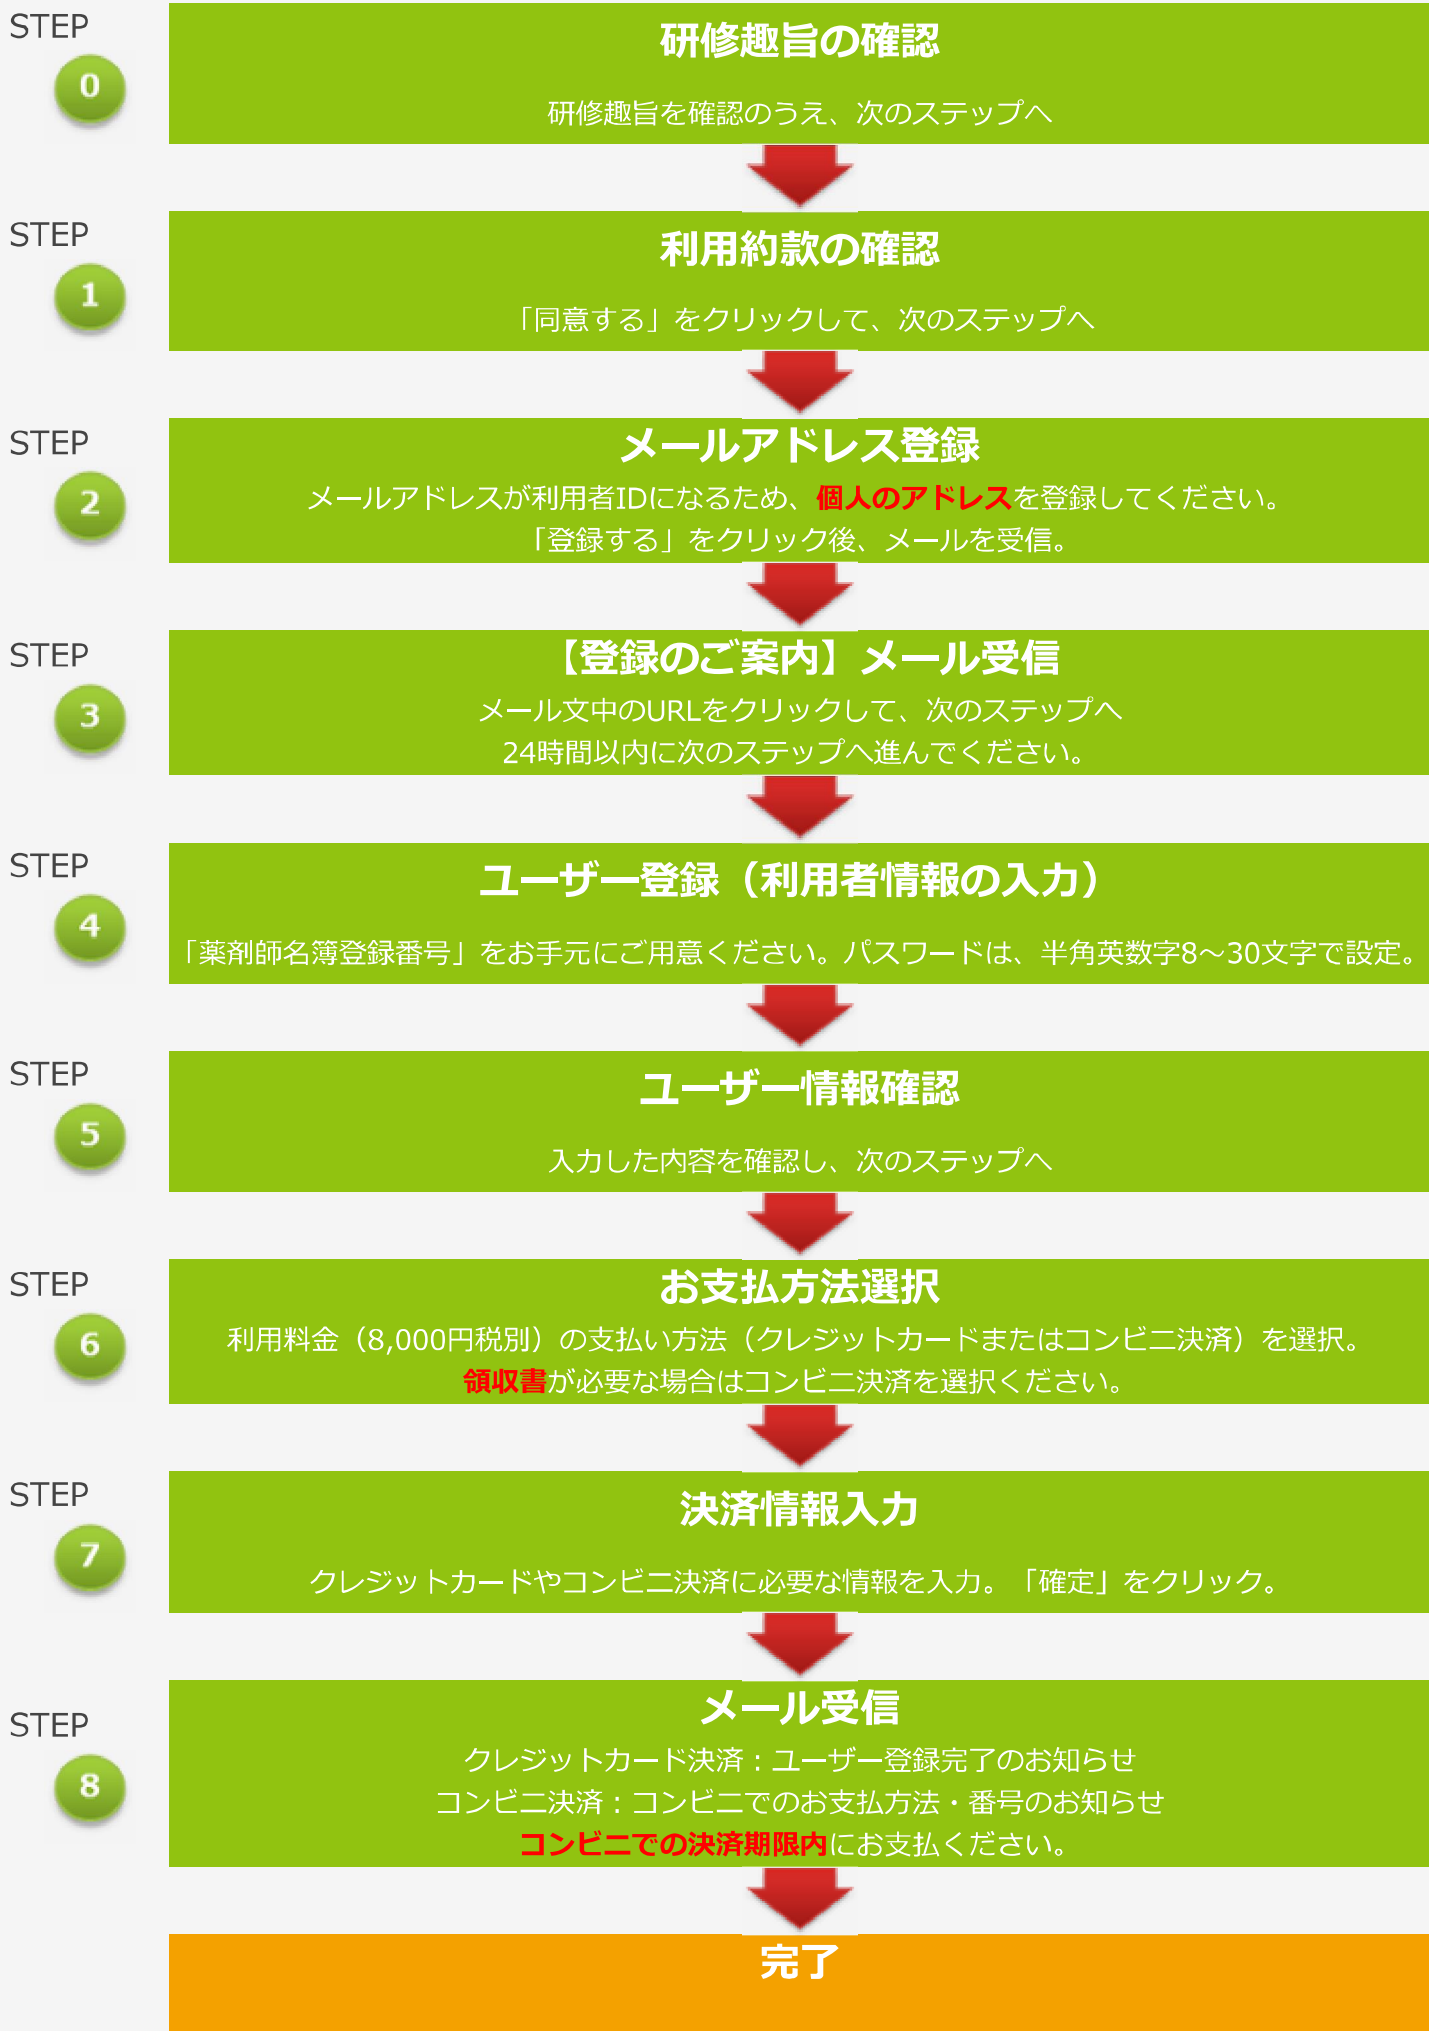 STEP
0
研修趣旨の確認
研修趣旨を確認のうえ、次のステップへ
STEP
1
利用約款の確認
「同意する」をクリックして、次のステップへ
STEP
2
メールアドレス登録
メールアドレスが利用者IDになるため、個人のアドレスを登録してください。
「登録する」をクリック後、メールを受信。
STEP
3
【登録のご案内】メール受信
メール文中のURLをクリックして、次のステップへ
24時間以内に次のステップへ進んでください。
STEP
4
ユーザー登録（利用者情報の入力）
「薬剤師名簿登録番号」をお手元にご用意ください。パスワードは、半角英数字8～30文字で設定。
STEP
5
ユーザー情報確認
入力した内容を確認し、次のステップへ
STEP
6
お支払方法選択
利用料金（8,000円税別）の支払い方法（クレジットカードまたはコンビニ決済）を選択。
領収書が必要な場合はコンビニ決済を選択ください。
STEP
7
決済情報入力
クレジットカードやコンビニ決済に必要な情報を入力。「確定」をクリック。
STEP
8
メール受信
クレジットカード決済：ユーザー登録完了のお知らせ
コンビニ決済：コンビニでのお支払方法・番号のお知らせ
コンビニでの決済期限内にお支払ください。
完了